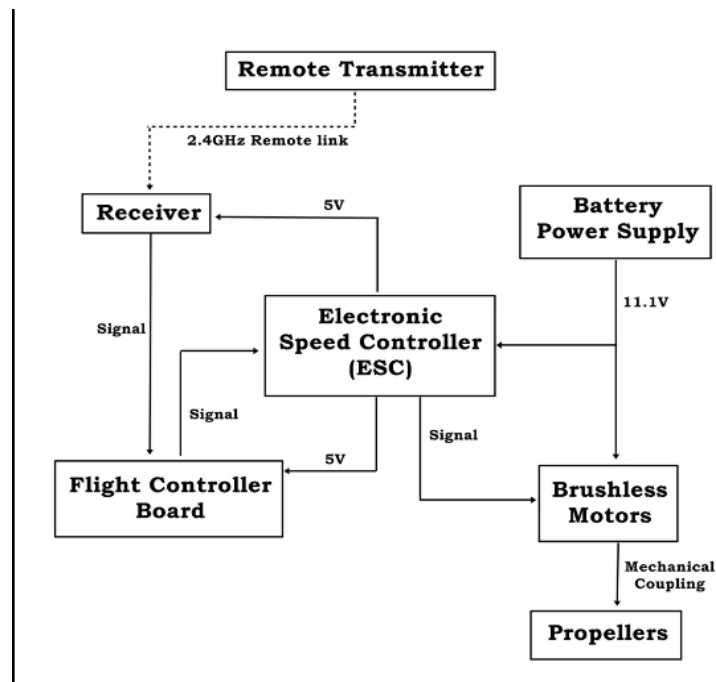 Remote Transmitter
2.4GHz Remote link
Receiver
5V
Battery
Power Supply
11.1V
Signal
Electronic
Speed Controller
(ESC)
Signal
Signal
5V
Flight Controller
Board
Brushless
Motors
Mechanical
Coupling
Propellers